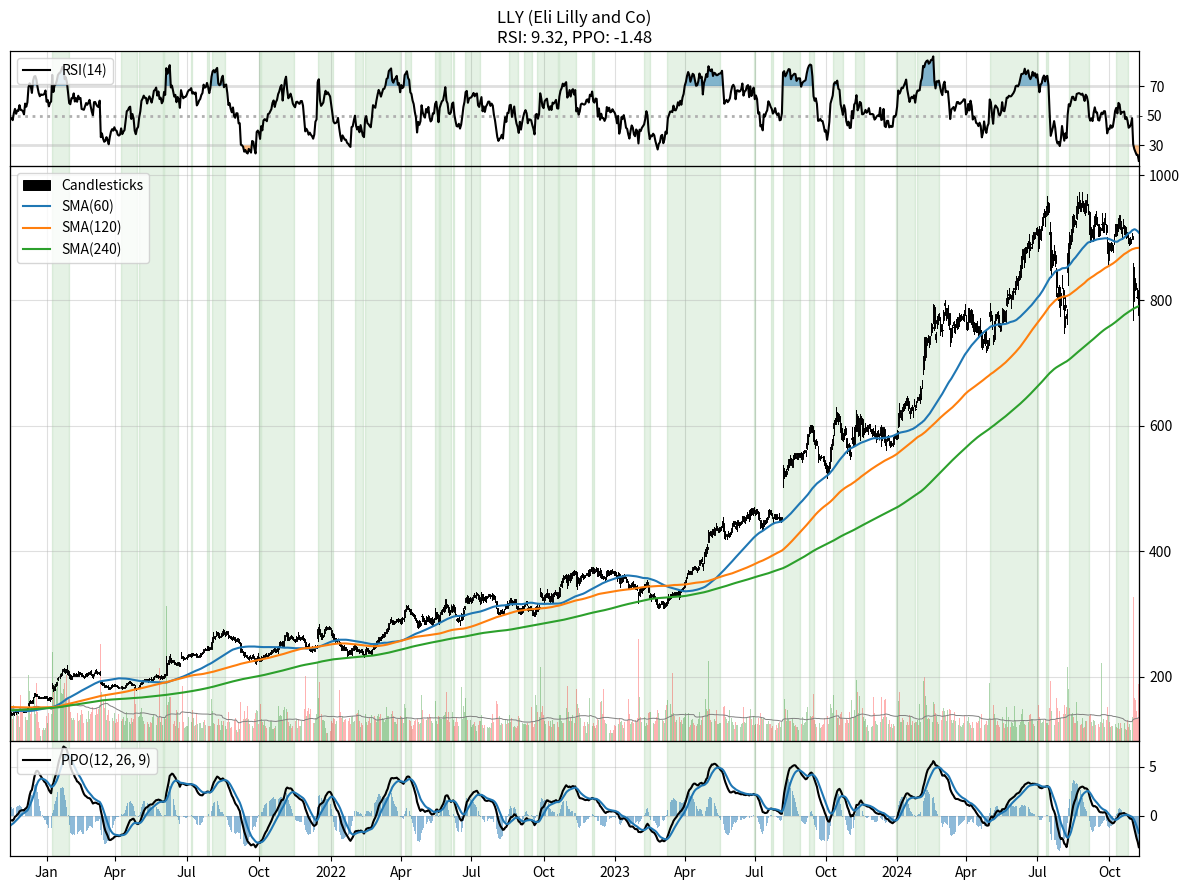 LLY (Eli Lilly and Co)
RSI: 9.32, PPO: -1.48
RSI(14)
70
50
30
Candlesticks
SMA(60)
SMA(120)
SMA(240)
1000
800
600
400
200
PPO(12, 26, 9)
5
0
Jan Apr Jul Oct 2022 Apr Jul Oct 2023 Apr Jul Oct 2024 Apr Jul Oct